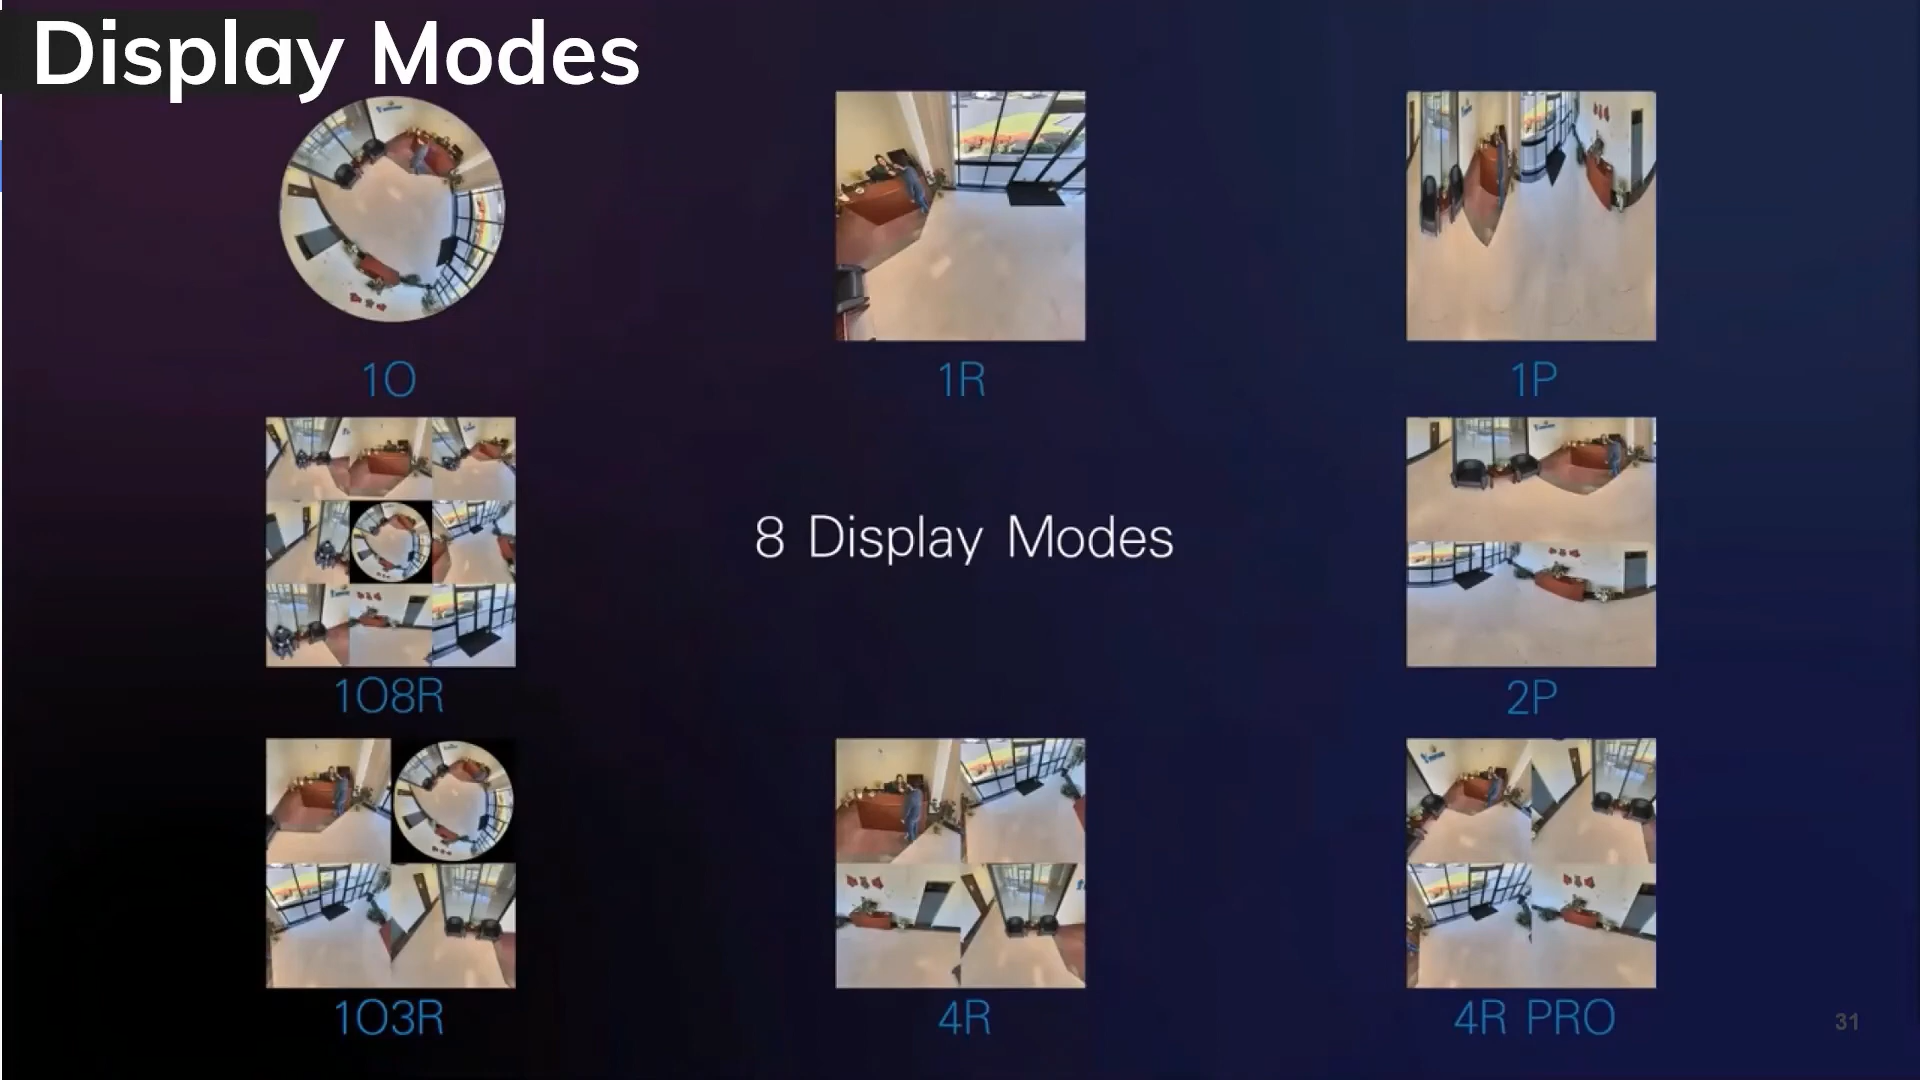 Display Modes
1O
1R
1P
8 Display Modes
1O8R
2P
1O3R
4R
4R PRO
31